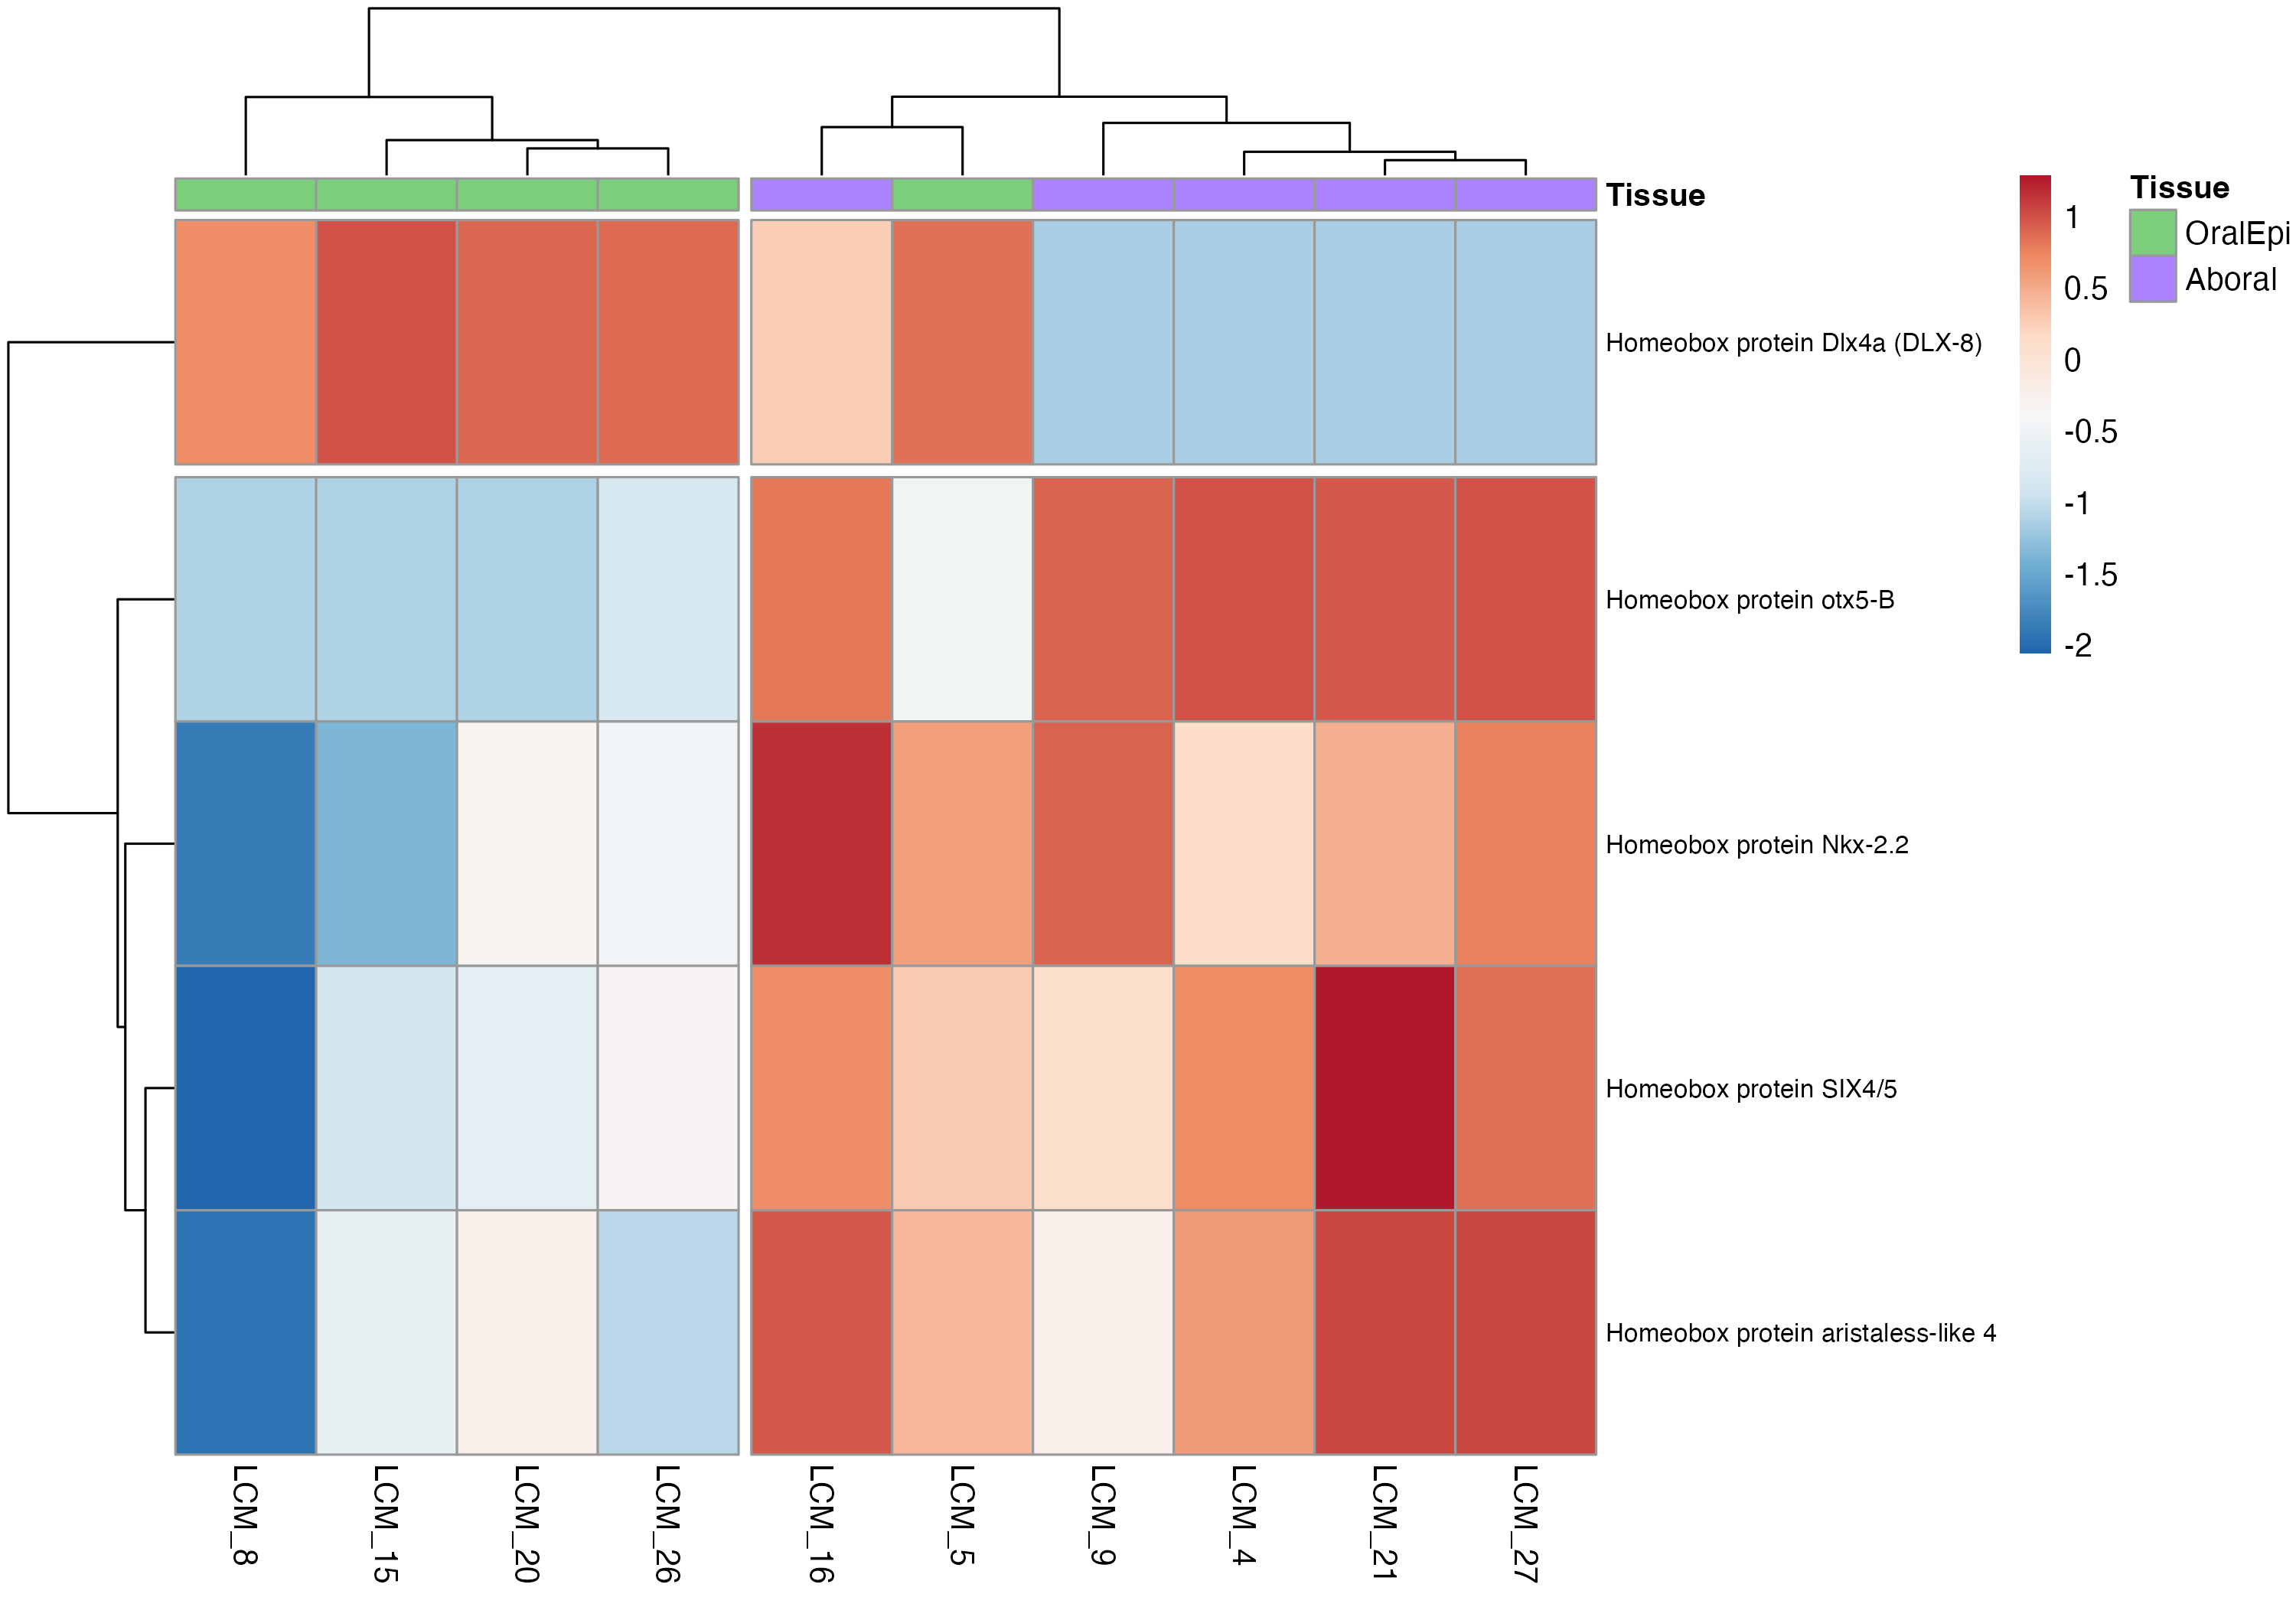 Tissue
Homeobox protein Dlx4a (DLX-8)
Homeobox protein otx5-B
Homeobox protein Nkx-2.2
Homeobox protein SIX4/5
Homeobox protein aristaless-like 4
LCM_8
LCM_15
LCM_20
LCM_26
LCM_16
LCM_5
LCM_9
LCM_4
LCM_21
LCM_27
1
0.5
0
-0.5
-1
-1.5
-2
Tissue
OralEpi
Aboral